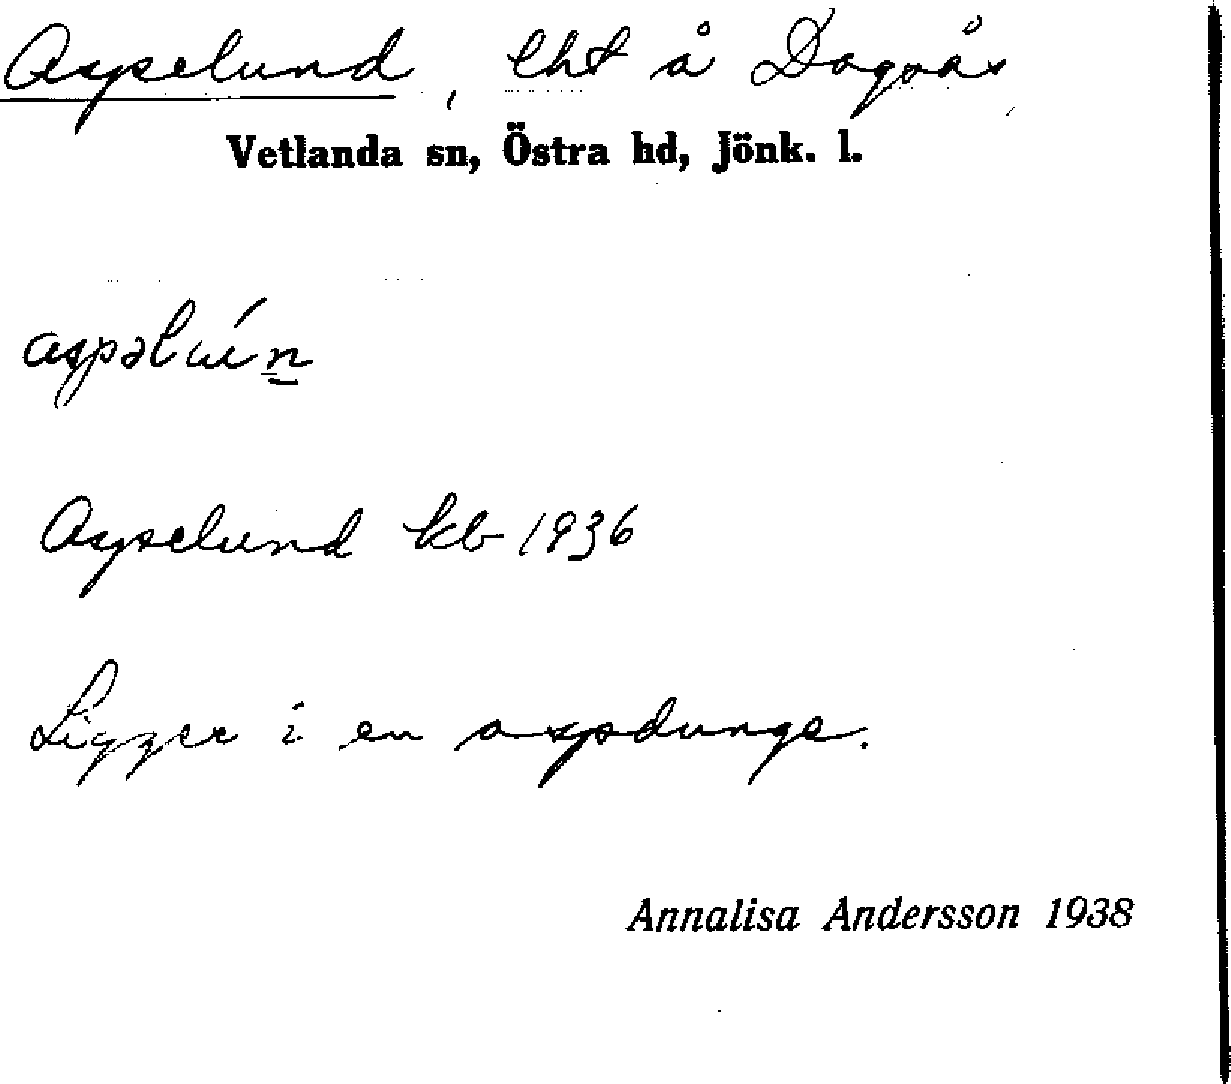 Aspelund, lht å Dagsås
Vetlanda sn, Östra hd, Jönk. l.
aspəlún
Aspelund kb 1936
Ligger i en aspdunge.
Annalisa Andersson 1938